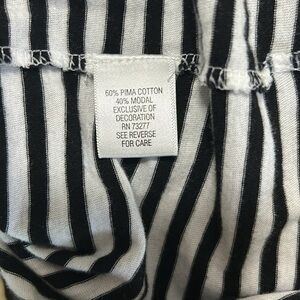 60% PIMA COTTON
40% MODAL
EXCLUSIVE OF
DECORATION
RN 73277
SEE REVERSE
FOR CARE